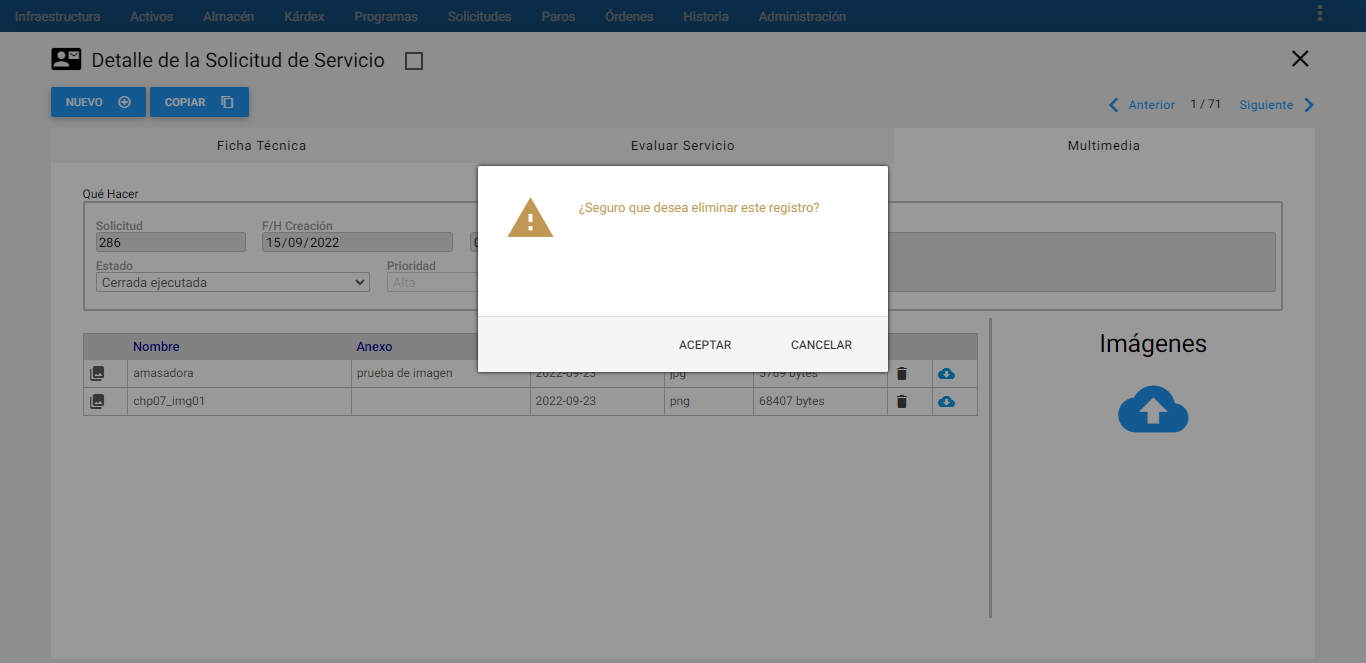 Infraestructura Activos Almacén Kárdex Programas Solicitudes Paros Órdenes Historia Administración
Detalle de la Solicitud de Servicio
NUEVO COPIAR
Anterior 1 / 71 Siguiente
Ficha Técnica Evaluar Servicio Multimedia
Qué Hacer
¿Seguro que desea eliminar este registro?
Solicitud F/H Creación
286 15/09/2022
Estado Prioridad
Cerrada ejecutada Alta
ACEPTAR CANCELAR
Imágenes
Nombre Anexo
amasadora prueba de imagen 2022-09-23 jpg 5769 bytes
chp07_img01 2022-09-23 png 68407 bytes